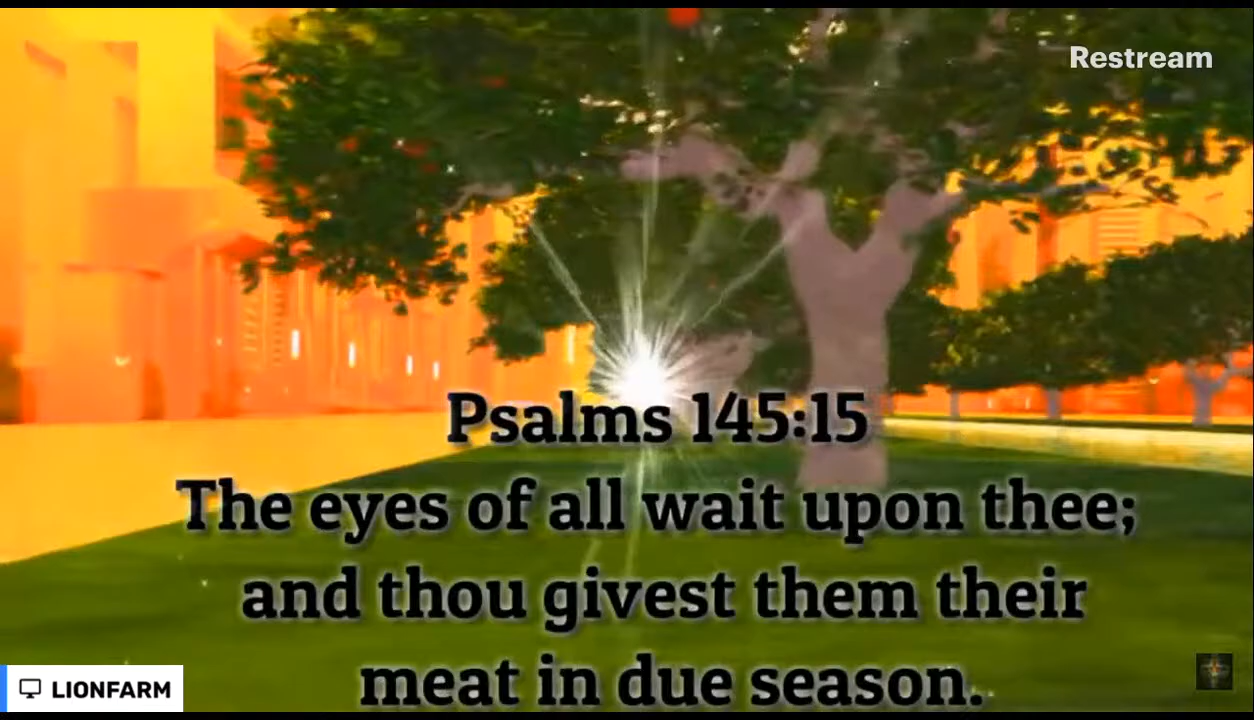 Restream
Psalms 145:15
The eyes of all wait upon thee;
and thou givest them their
meat in due season.
LIONFARM